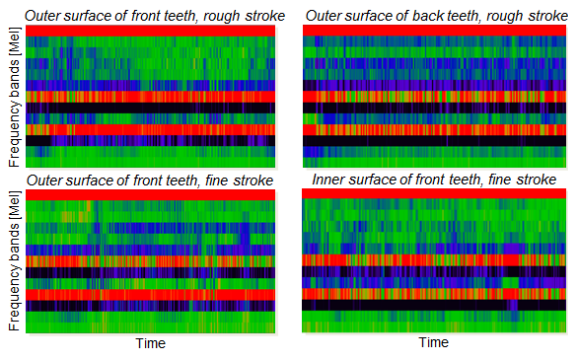 Outer surface of front teeth, rough stroke
Outer surface of back teeth, rough stroke
Frequency bands [Mel]
Outer surface of front teeth, fine stroke
Inner surface of front teeth, fine stroke
Frequency bands [Mel]
Time
Time